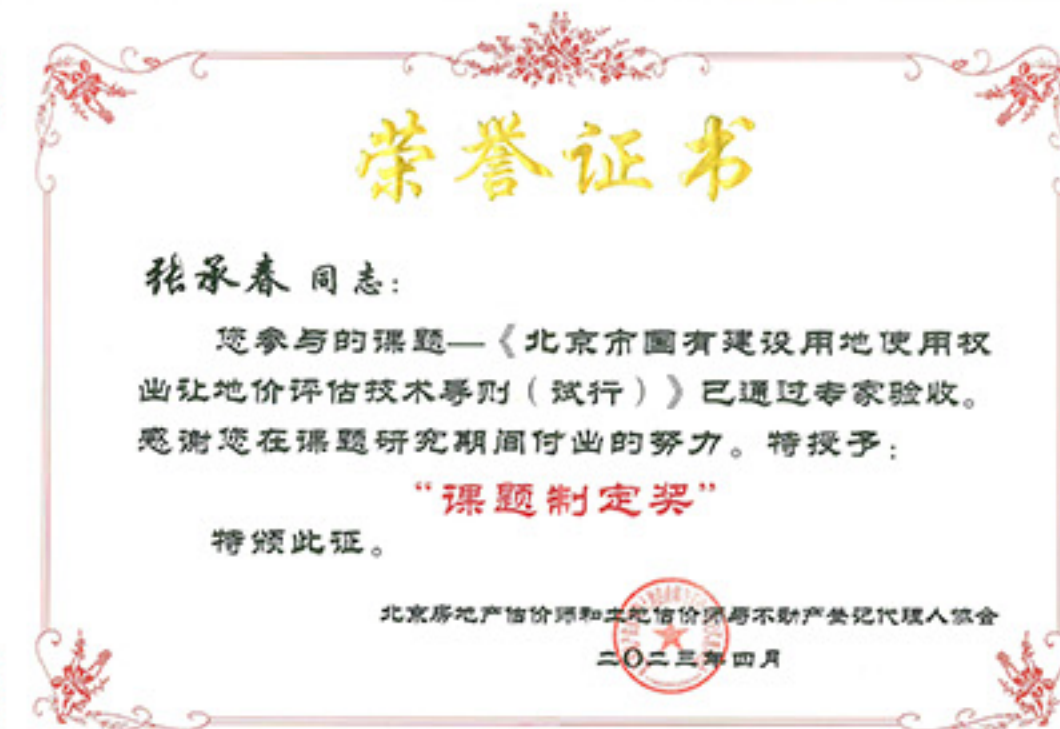 荣誉证书
张承春 同志：
您参与的课题—《北京市国有建设用地使用权
出让地价评估技术导则（试行）》已通过专家验收。
感谢您在课题研究期间付出的努力。特授予：
“课题制定奖”
特颁此证。
北京房地产估价师和土地估价师与不动产登记代理人协会
二〇二三年四月